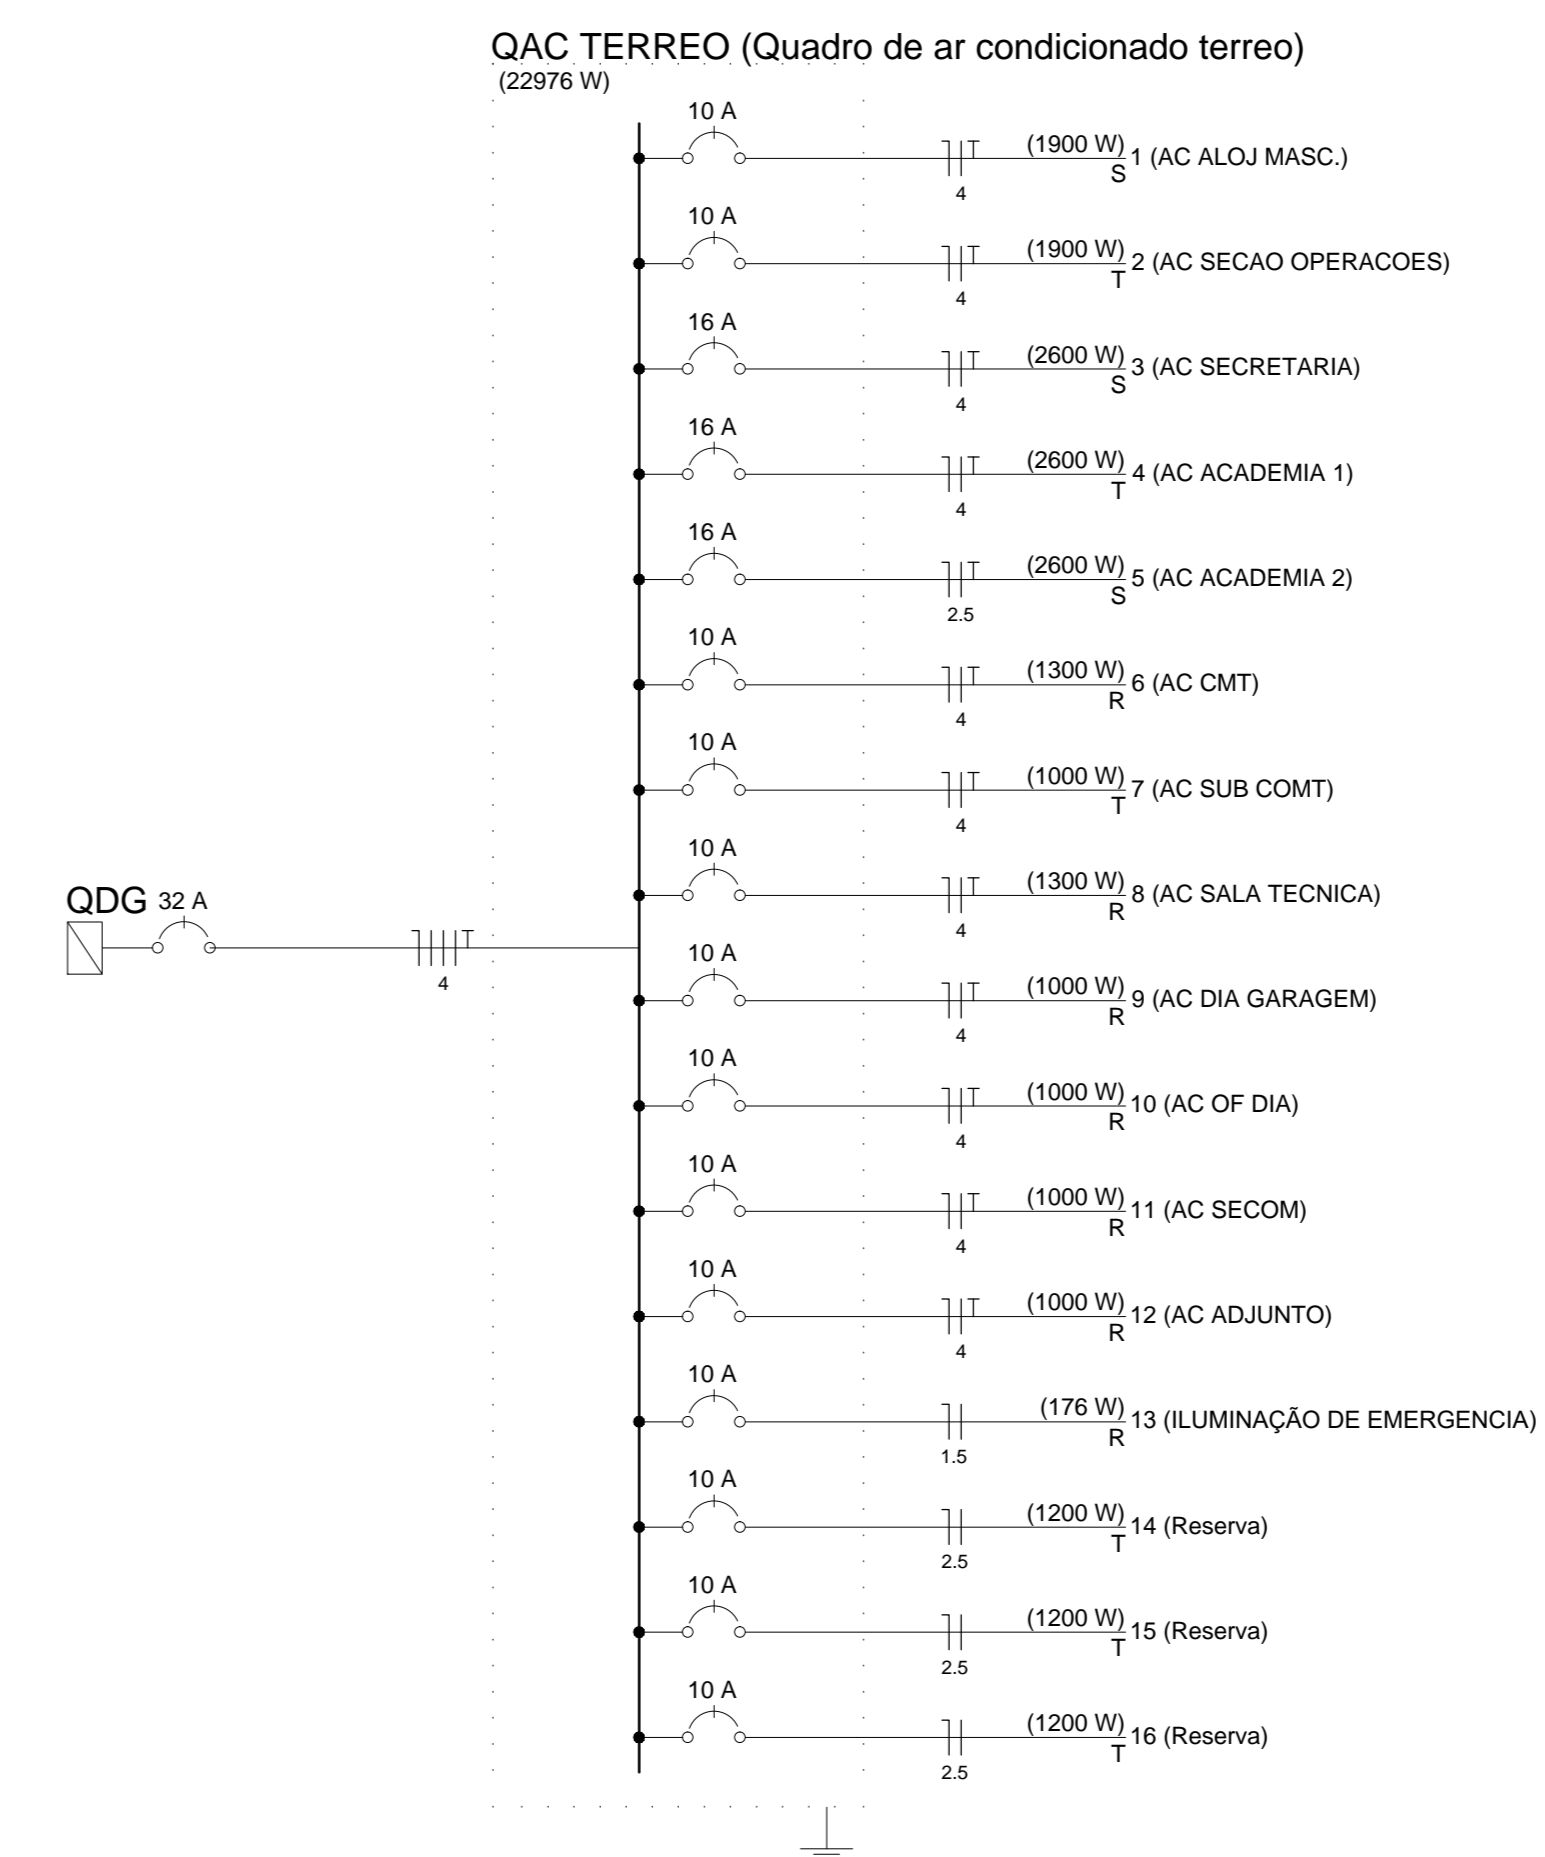 QAC TERREO (Quadro de ar condicionado terreo)
(22976 W)
10 A
(1900 W) 1 (AC ALOJ MASC.)
4
S
10 A
(1900 W) 2 (AC SECAO OPERACOES)
4
T
16 A
(2600 W) 3 (AC SECRETARIA)
4
S
16 A
(2600 W) 4 (AC ACADEMIA 1)
4
T
16 A
(2600 W) 5 (AC ACADEMIA 2)
2.5
S
10 A
(1300 W) 6 (AC CMT)
4
R
10 A
(1000 W) 7 (AC SUB COMT)
4
T
10 A
(1300 W) 8 (AC SALA TECNICA)
4
R
QDG 32 A
4
10 A
(1000 W) 9 (AC DIA GARAGEM)
4
R
10 A
(1000 W) 10 (AC OF DIA)
4
R
10 A
(1000 W) 11 (AC SECOM)
4
R
10 A
(1000 W) 12 (AC ADJUNTO)
4
R
10 A
(176 W) 13 (ILUMINAÇÃO DE EMERGENCIA)
1.5
R
10 A
(1200 W) 14 (Reserva)
2.5
T
10 A
(1200 W) 15 (Reserva)
2.5
T
10 A
(1200 W) 16 (Reserva)
2.5
T